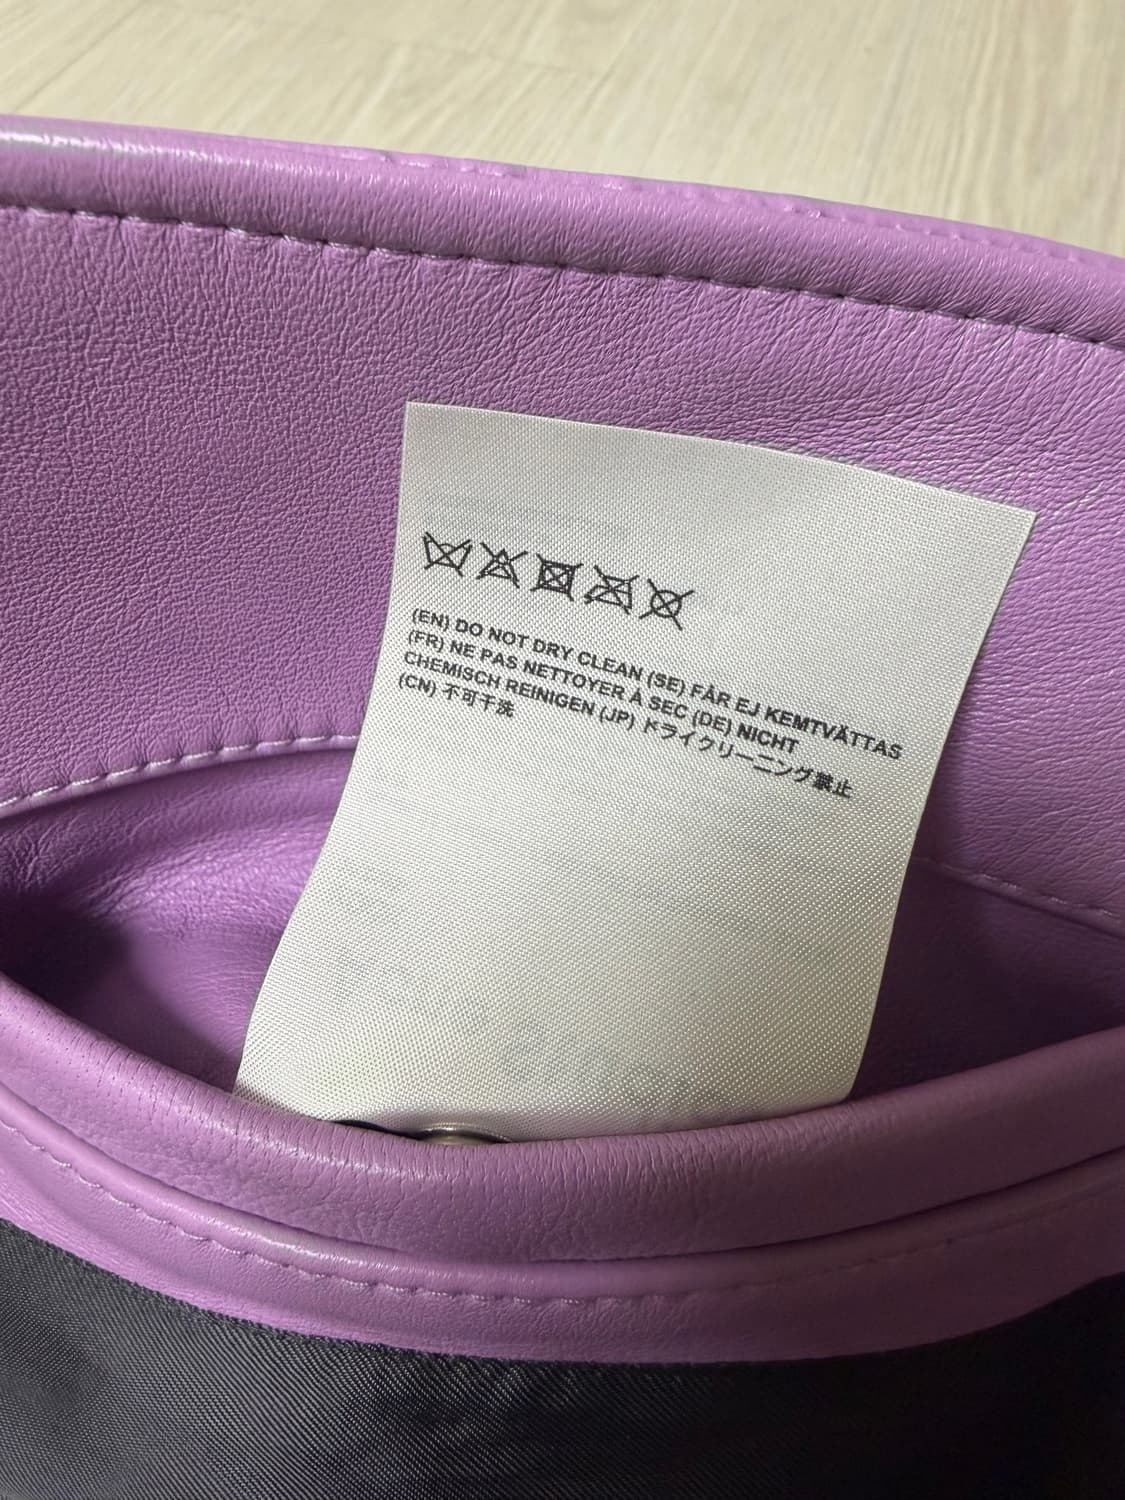 (EN) DO NOT DRY CLEAN (SE) FÅR EJ KEMTVÄTTAS
(FR) NE PAS NETTOYER À SEC (DE) NICHT
CHEMISCH REINIGEN (JP) ドライクリーニング禁止
(CN) 不可干洗